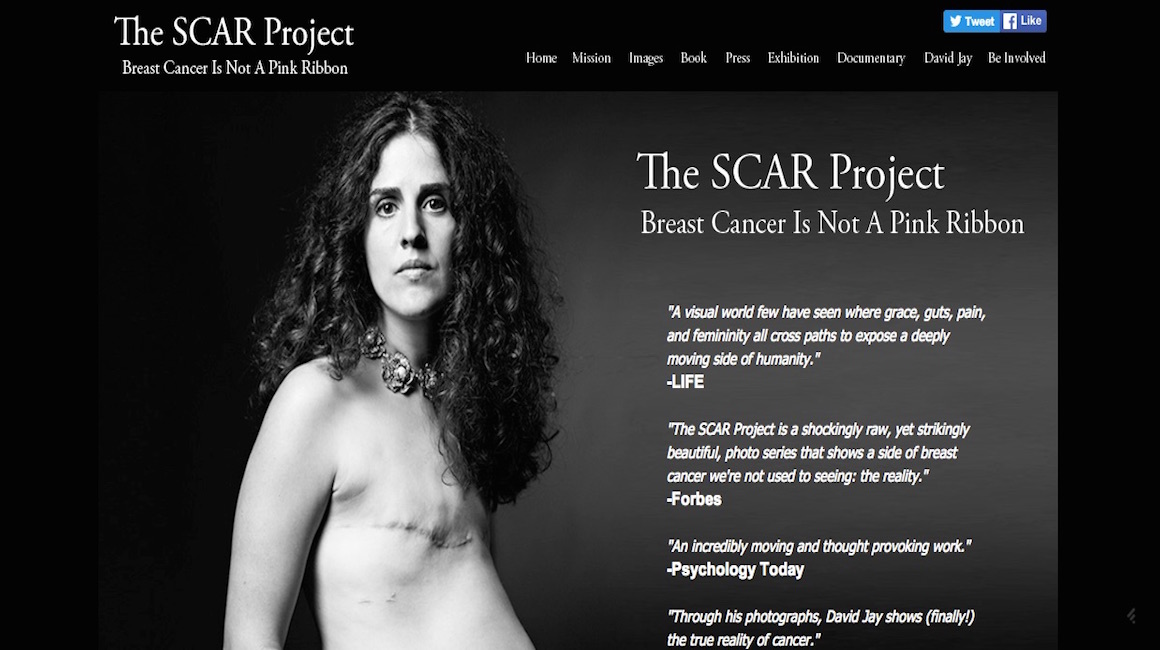 The SCAR Project
Breast Cancer Is Not A Pink Ribbon
Tweet
Like
Home Mission Images Book Press Exhibition Documentary David Jay Be Involved
The SCAR Project
Breast Cancer Is Not A Pink Ribbon
"A visual world few have seen where grace, guts, pain,
and femininity all cross paths to expose a deeply
moving side of humanity."
-LIFE
"The SCAR Project is a shockingly raw, yet strikingly
beautiful, photo series that shows a side of breast
cancer we're not used to seeing: the reality."
-Forbes
"An incredibly moving and thought provoking work."
-Psychology Today
"Through his photographs, David Jay shows (finally!)
the true reality of cancer."